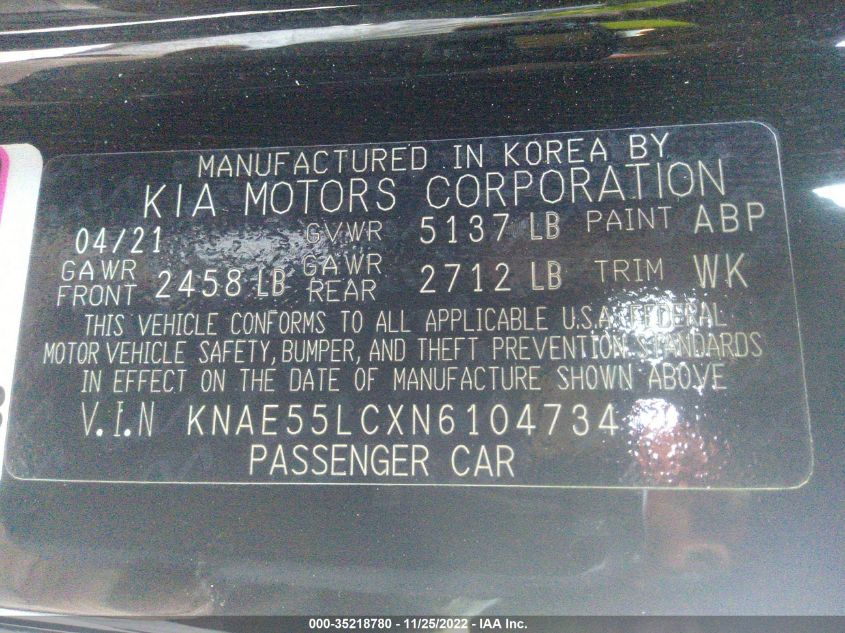 MANUFACTURED IN KOREA BY
KIA MOTORS CORPORATION
04/21 GVWR 5137 LB PAINT ABP
GAWR FRONT 2458 LB GAWR REAR 2712 LB TRIM WK
THIS VEHICLE CONFORMS TO ALL APPLICABLE U.S.A. FEDERAL
MOTOR VEHICLE SAFETY, BUMPER, AND THEFT PREVENTION STANDARDS
IN EFFECT ON THE DATE OF MANUFACTURE SHOWN ABOVE
V.I.N KNAE55LCXN6104734
PASSENGER CAR
000-35218780 - 11/25/2022 - IAA Inc.